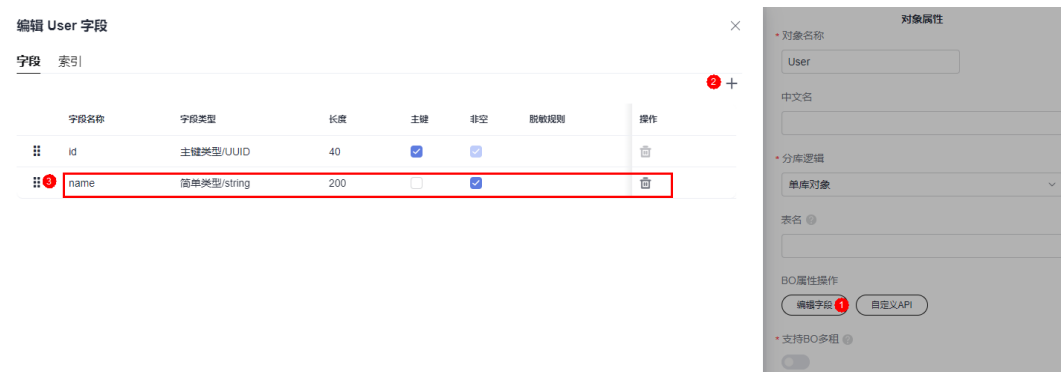 编辑 User 字段
字段 索引
2
字段名称 字段类型 长度 主键 非空 脱敏规则 操作
id 主键类型/UUID 40
3 name 简单类型/string 200
对象属性
* 对象名称
User
中文名
* 分库逻辑
单库对象
表名
BO属性操作
编辑字段 1 自定义API
* 支持BO多租